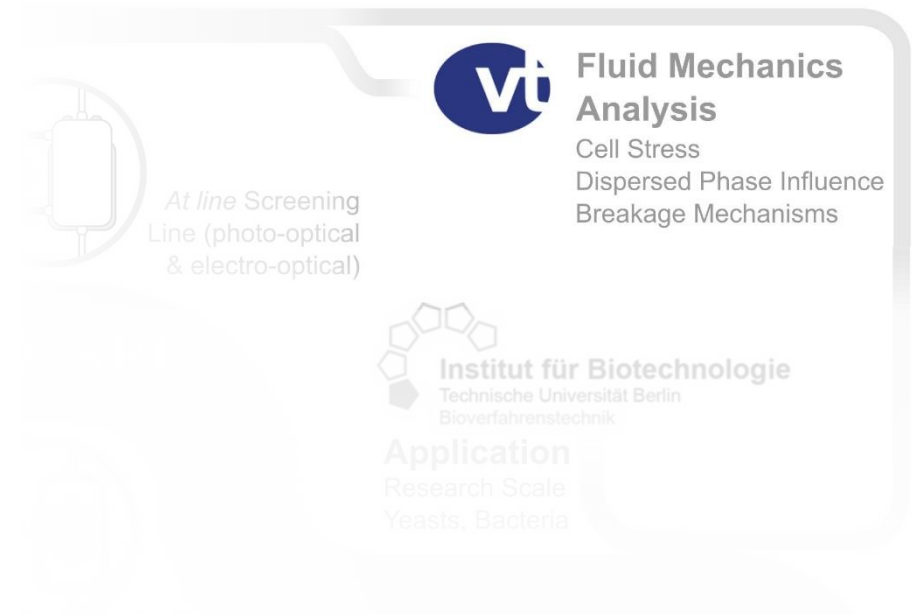 vt
Fluid Mechanics
Analysis
Cell Stress
Dispersed Phase Influence
Breakage Mechanisms
At line Screening
Line (photo-optical
& electro-optical)
Institut für Biotechnologie
Technische Universität Berlin
Bioverfahrenstechnik
Application
Research Scale
Yeasts, Bacteria